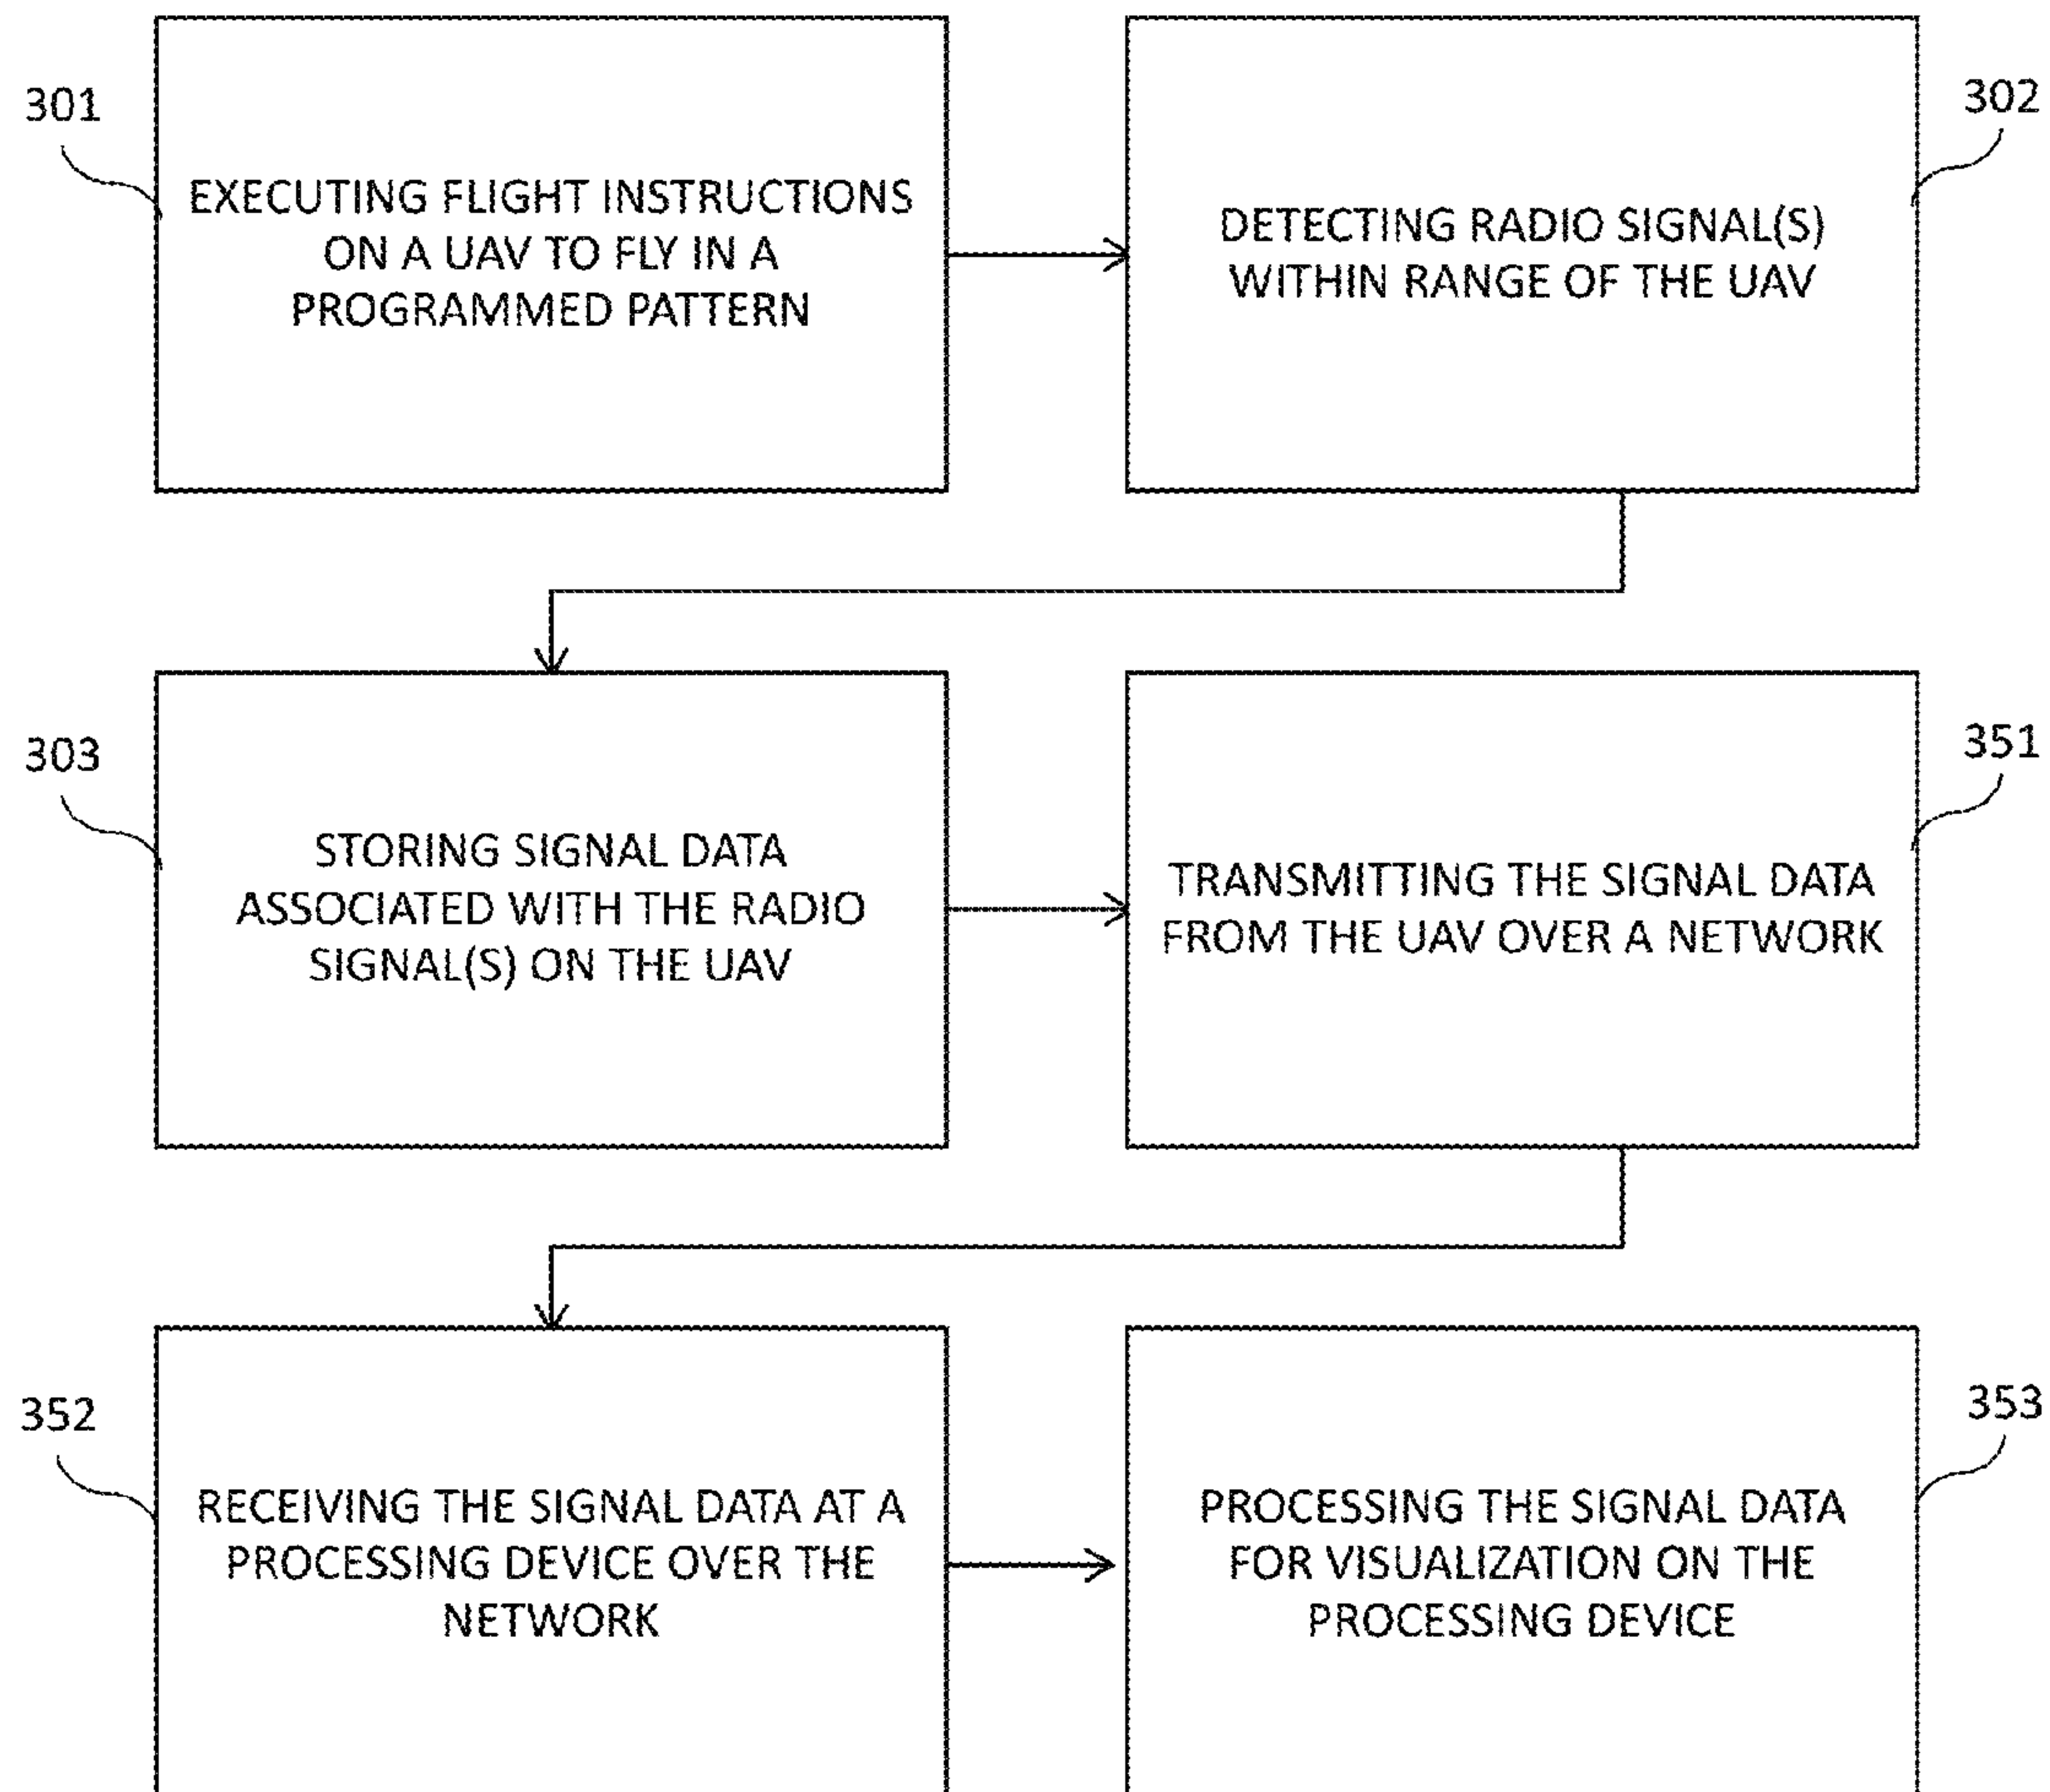 301
EXECUTING FLIGHT INSTRUCTIONS
ON A UAV TO FLY IN A
PROGRAMMED PATTERN
302
DETECTING RADIO SIGNAL(S)
WITHIN RANGE OF THE UAV
303
STORING SIGNAL DATA
ASSOCIATED WITH THE RADIO
SIGNAL(S) ON THE UAV
351
TRANSMITTING THE SIGNAL DATA
FROM THE UAV OVER A NETWORK
352
RECEIVING THE SIGNAL DATA AT A
PROCESSING DEVICE OVER THE
NETWORK
353
PROCESSING THE SIGNAL DATA
FOR VISUALIZATION ON THE
PROCESSING DEVICE